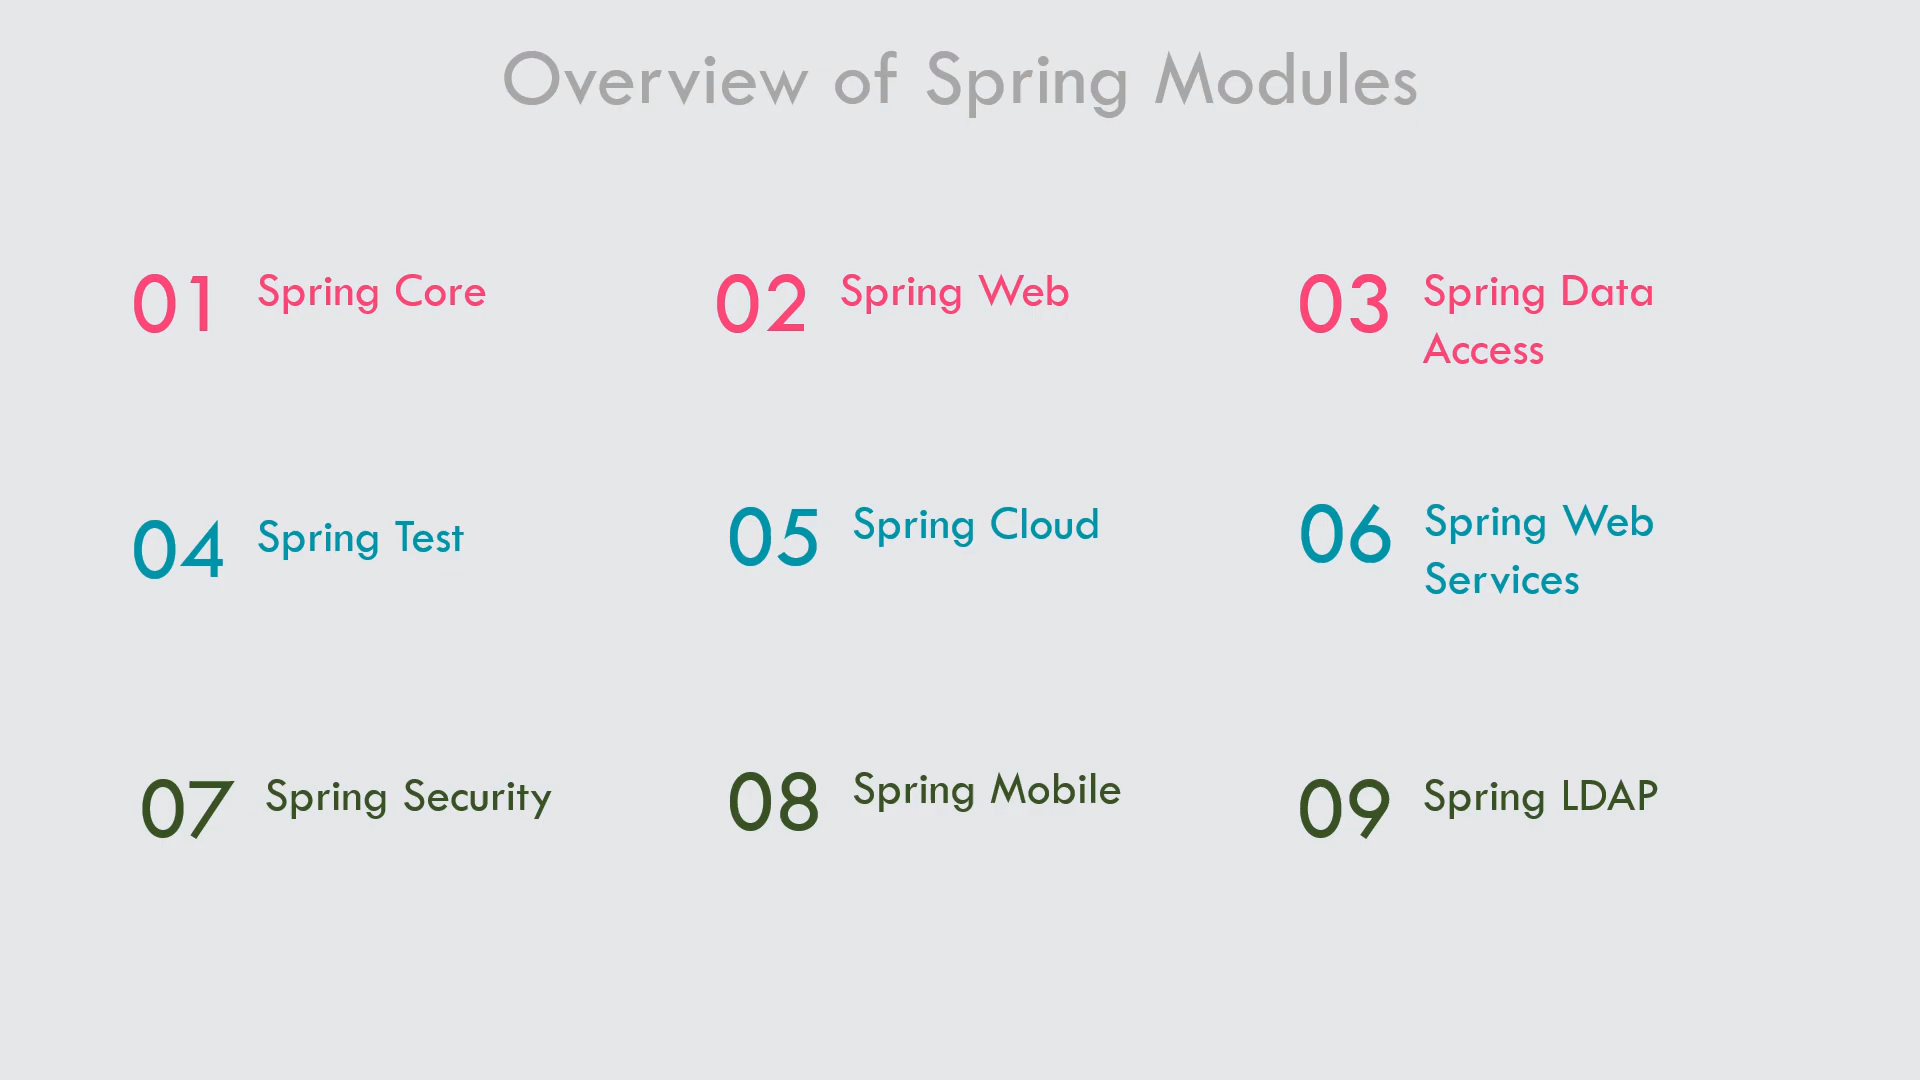 Overview of Spring Modules
01 Spring Core
02 Spring Web
03 Spring Data
Access
04 Spring Test
05 Spring Cloud
06 Spring Web
Services
07 Spring Security
08 Spring Mobile
09 Spring LDAP